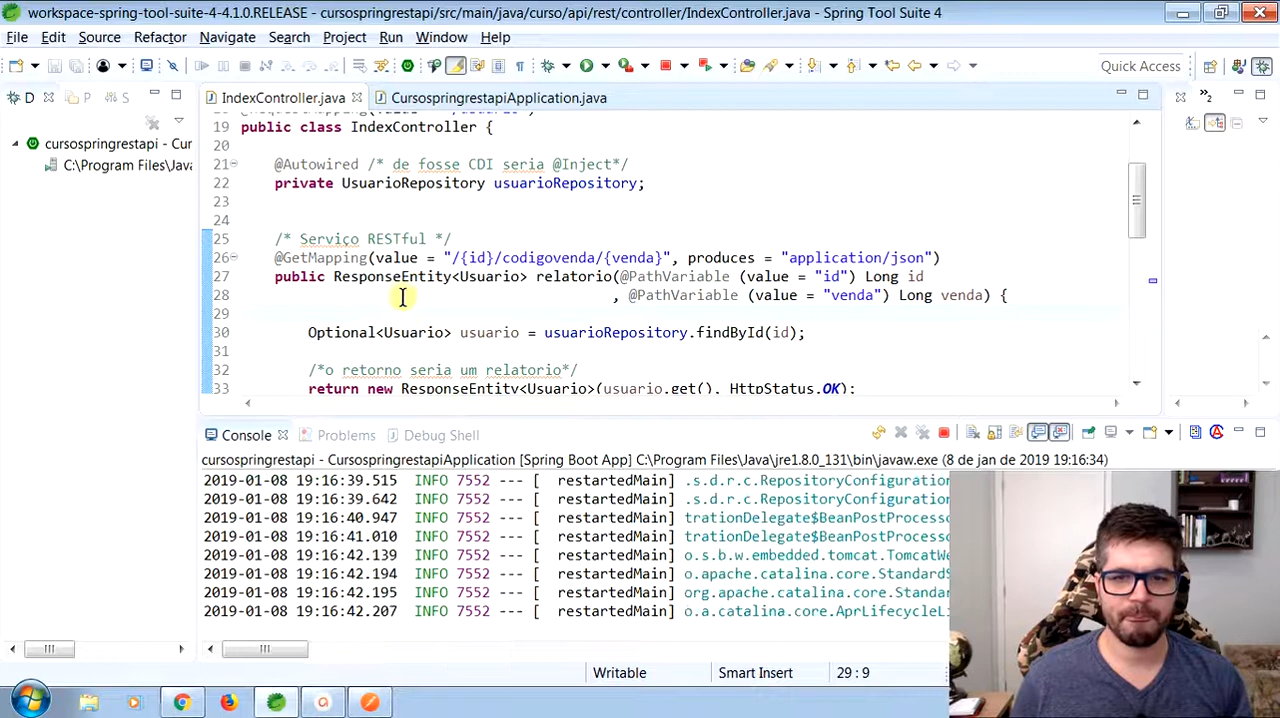 workspace-spring-tool-suite-4-4.1.0.RELEASE - cursospringrestapi/src/main/java/curso/api/rest/controller/IndexController.java - Spring Tool Suite 4
File Edit Source Refactor Navigate Search Project Run Window Help
Quick Access
D P S IndexController.java CursospringrestapiApplication.java 2
cursospringrestapi - Cur
C:\Program Files\Java
19 public class IndexController {
20
21 @Autowired /* de fosse CDI seria @Inject*/
22 private UsuarioRepository usuarioRepository;
23
24
25 /* Serviço RESTful */
26 @GetMapping(value = "/{id}/codigovenda/{venda}", produces = "application/json")
27 public ResponseEntity<Usuario> relatorio(@PathVariable (value = "id") Long id
28 , @PathVariable (value = "venda") Long venda) {
29
30 Optional<Usuario> usuario = usuarioRepository.findById(id);
31
32 /*o retorno seria um relatorio*/
33 return new ResponseEntity<Usuario>(usuario.get(), HttpStatus.OK);
Console Problems Debug Shell
cursospringrestapi - CursospringrestapiApplication [Spring Boot App] C:\Program Files\Java\jre1.8.0_131\bin\javaw.exe (8 de jan de 2019 19:16:34)
2019-01-08 19:16:39.515 INFO 7552 --- [ restartedMain] .s.d.r.c.RepositoryConfiguration
2019-01-08 19:16:39.642 INFO 7552 --- [ restartedMain] .s.d.r.c.RepositoryConfiguration
2019-01-08 19:16:40.947 INFO 7552 --- [ restartedMain] trationDelegate$BeanPostProcesso
2019-01-08 19:16:41.010 INFO 7552 --- [ restartedMain] trationDelegate$BeanPostProcesso
2019-01-08 19:16:42.139 INFO 7552 --- [ restartedMain] o.s.b.w.embedded.tomcat.TomcatWe
2019-01-08 19:16:42.194 INFO 7552 --- [ restartedMain] o.apache.catalina.core.StandardS
2019-01-08 19:16:42.195 INFO 7552 --- [ restartedMain] org.apache.catalina.core.Standar
2019-01-08 19:16:42.207 INFO 7552 --- [ restartedMain] o.a.catalina.core.AprLifecycleLi
Writable Smart Insert 29 : 9